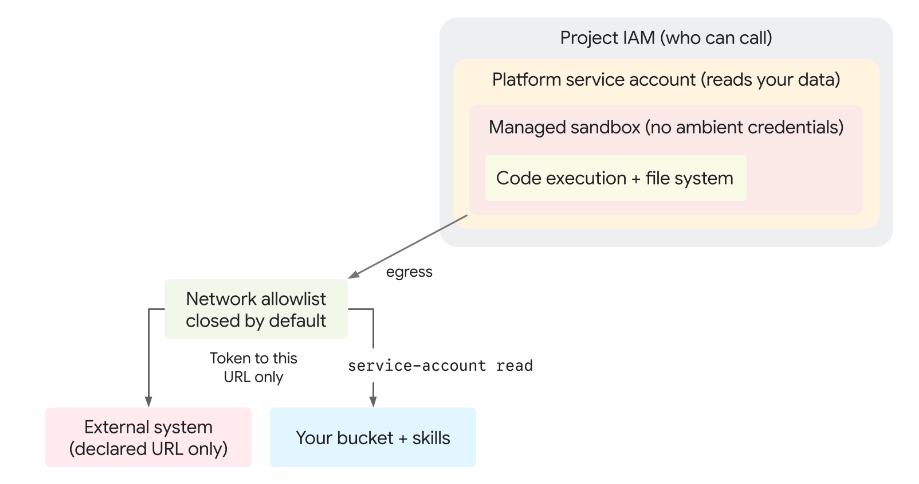 Project IAM (who can call)
Platform service account (reads your data)
Managed sandbox (no ambient credentials)
Code execution + file system
egress
Network allowlist
closed by default
Token to this
URL only
service-account read
External system
(declared URL only)
Your bucket + skills